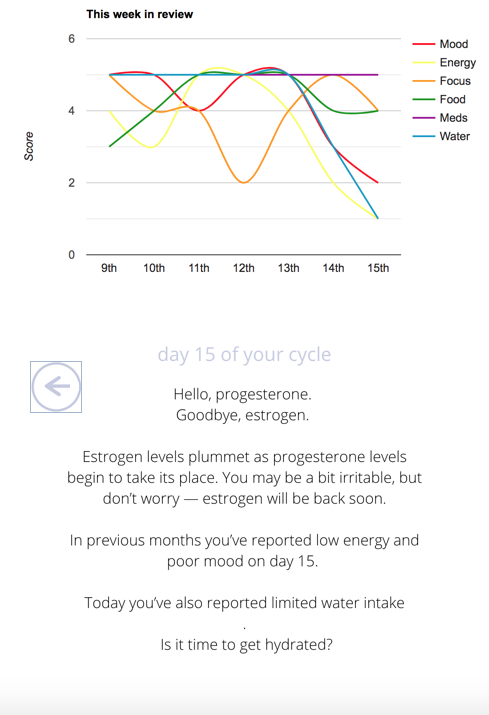 This week in review
6
4
2
0
Score
9th 10th 11th 12th 13th 14th 15th
Mood
Energy
Focus
Food
Meds
Water
day 15 of your cycle
Hello, progesterone.
Goodbye, estrogen.
Estrogen levels plummet as progesterone levels
begin to take its place. You may be a bit irritable, but
don’t worry — estrogen will be back soon.
In previous months you’ve reported low energy and
poor mood on day 15.
Today you’ve also reported limited water intake
.
Is it time to get hydrated?